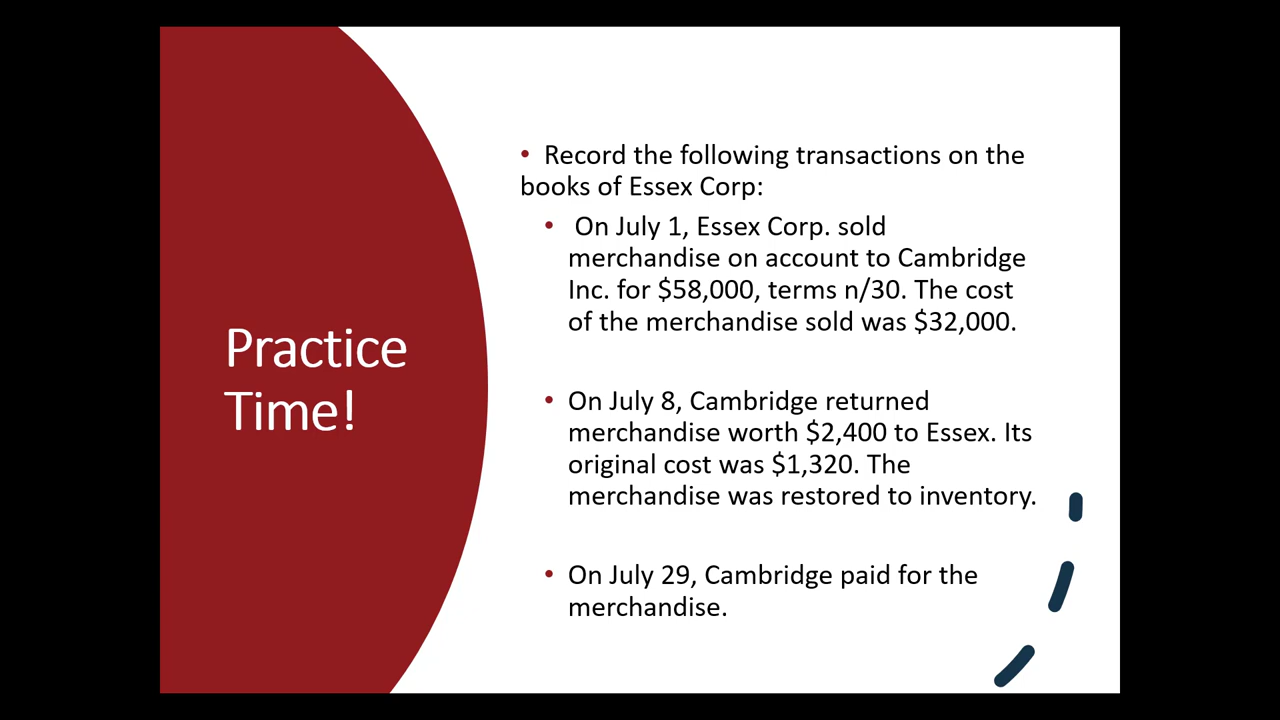 Practice
Time!
• Record the following transactions on the
books of Essex Corp:
• On July 1, Essex Corp. sold
merchandise on account to Cambridge
Inc. for $58,000, terms n/30. The cost
of the merchandise sold was $32,000.
• On July 8, Cambridge returned
merchandise worth $2,400 to Essex. Its
original cost was $1,320. The
merchandise was restored to inventory.
• On July 29, Cambridge paid for the
merchandise.